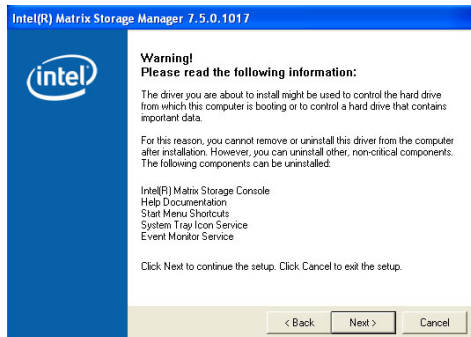 Intel(R) Matrix Storage Manager 7.5.0.1017
intel
Warning!
Please read the following information:
The driver you are about to install might be used to control the hard drive
from which this computer is booting or to control a hard drive that contains
important data.
For this reason, you cannot remove or uninstall this driver from the computer
after installation. However, you can uninstall other, non-critical components.
The following components can be uninstalled:
Intel(R) Matrix Storage Console
Help Documentation
Start Menu Shortcuts
System Tray Icon Service
Event Monitor Service
Click Next to continue the setup. Click Cancel to exit the setup.
< Back Next > Cancel